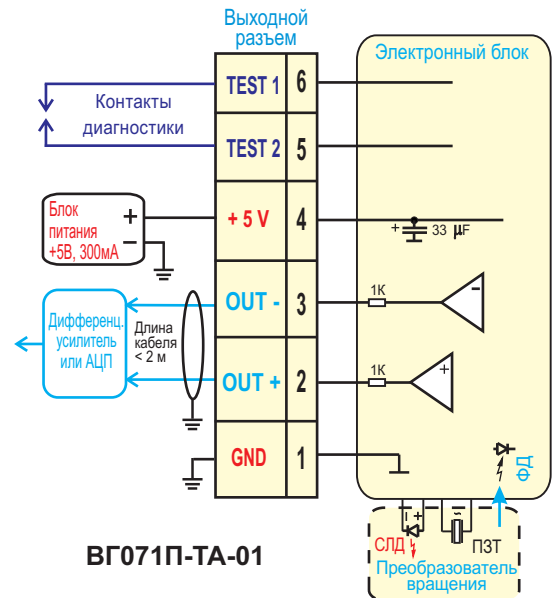 Выходной
разъем
Электронный блок
TEST 1 6
Контакты
диагностики
TEST 2 5
Блок
питания
+5В, 300мА
+
−
+ 5 V 4
+ 33 µF
Дифференц.
усилитель
или АЦП
Длина
кабеля
< 2 м
OUT - 3
1К
-
OUT + 2
1К
+
GND 1
ФД
− +
~
СЛД
ПЗТ
Преобразователь
вращения
ВГ071П-ТА-01